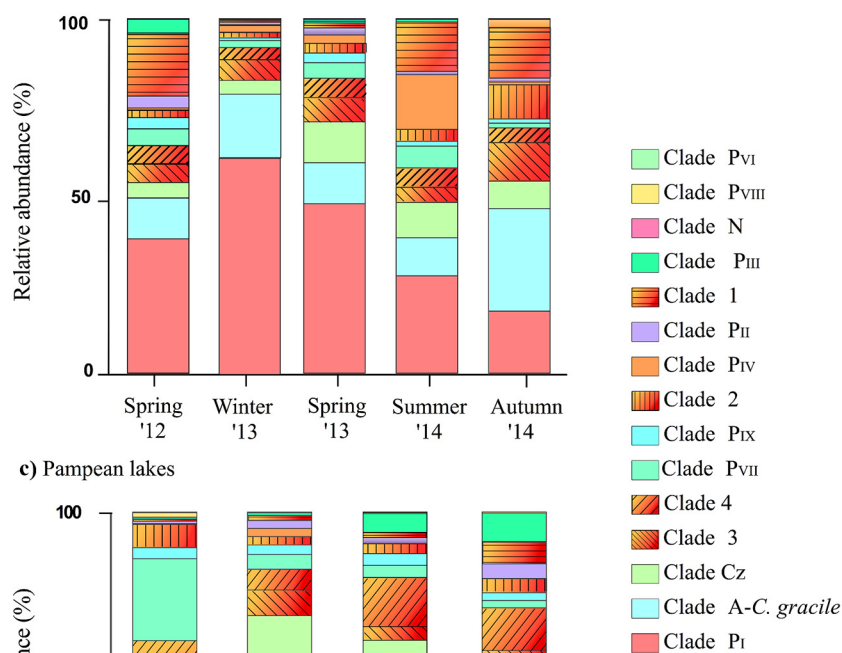 100
50
0
Relative abundance (%)
Spring '12
Winter '13
Spring '13
Summer '14
Autumn '14
c) Pampean lakes
100
nce (%)
Clade PVI
Clade PVIII
Clade N
Clade PIII
Clade 1
Clade PII
Clade PIV
Clade 2
Clade PIX
Clade PVII
Clade 4
Clade 3
Clade Cz
Clade A-C. gracile
Clade PI